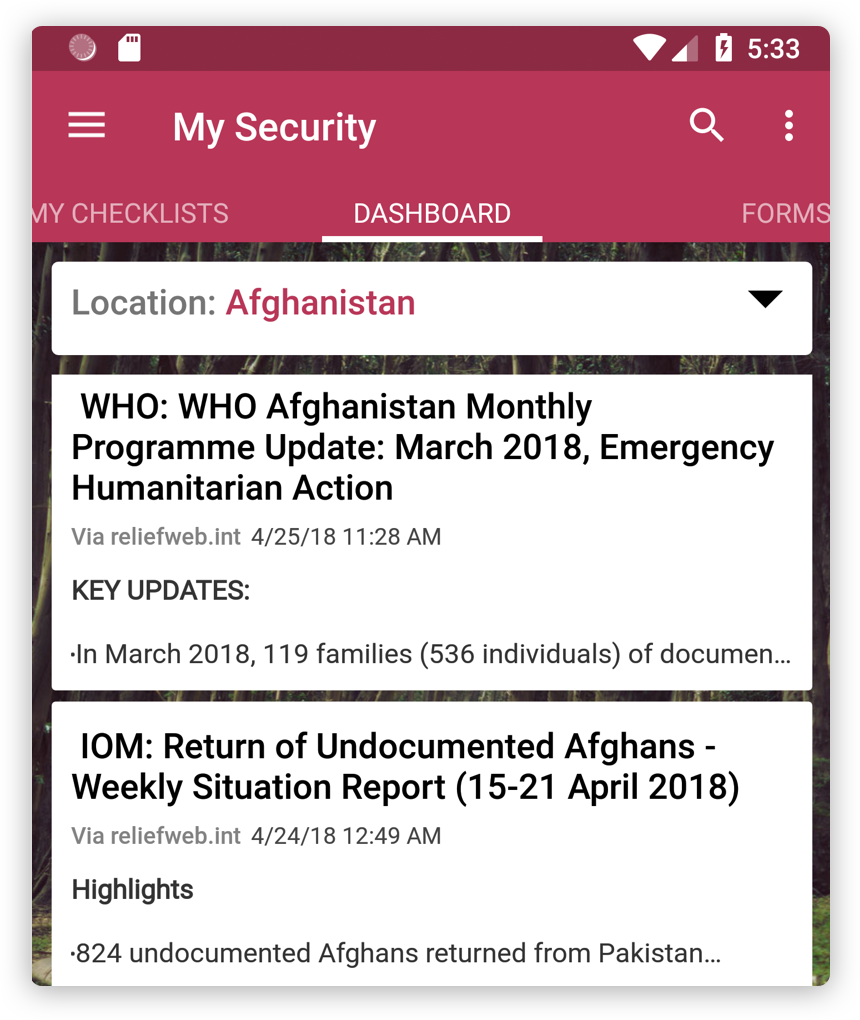 5:33
My Security
MY CHECKLISTS DASHBOARD FORMS
Location: Afghanistan
WHO: WHO Afghanistan Monthly
Programme Update: March 2018, Emergency
Humanitarian Action
Via reliefweb.int 4/25/18 11:28 AM
KEY UPDATES:
·In March 2018, 119 families (536 individuals) of documen…
IOM: Return of Undocumented Afghans -
Weekly Situation Report (15-21 April 2018)
Via reliefweb.int 4/24/18 12:49 AM
Highlights
·824 undocumented Afghans returned from Pakistan…